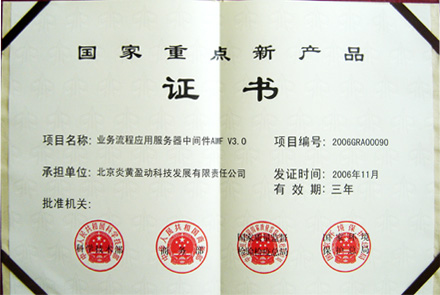 国家重点新产品
证书
项目名称：业务流程应用服务器中间件AWF V3.0
项目编号：2006GRA00090
承担单位：北京炎黄盈动科技发展有限责任公司
发证时间：2006年11月
有效期：三年
批准机关：